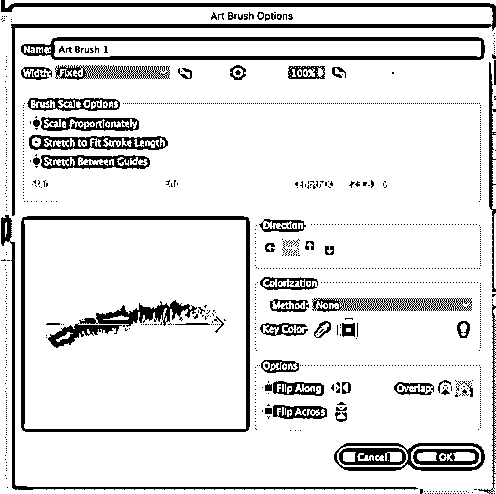 Art Brush Options
Name: Art Brush 1
Width: Fixed 100%
Brush Scale Options
Scale Proportionately
Stretch to Fit Stroke Length
Stretch Between Guides
Direction
Colorization
Method: None
Key Color:
Options
Flip Along
Overlap:
Flip Across
Cancel
OK